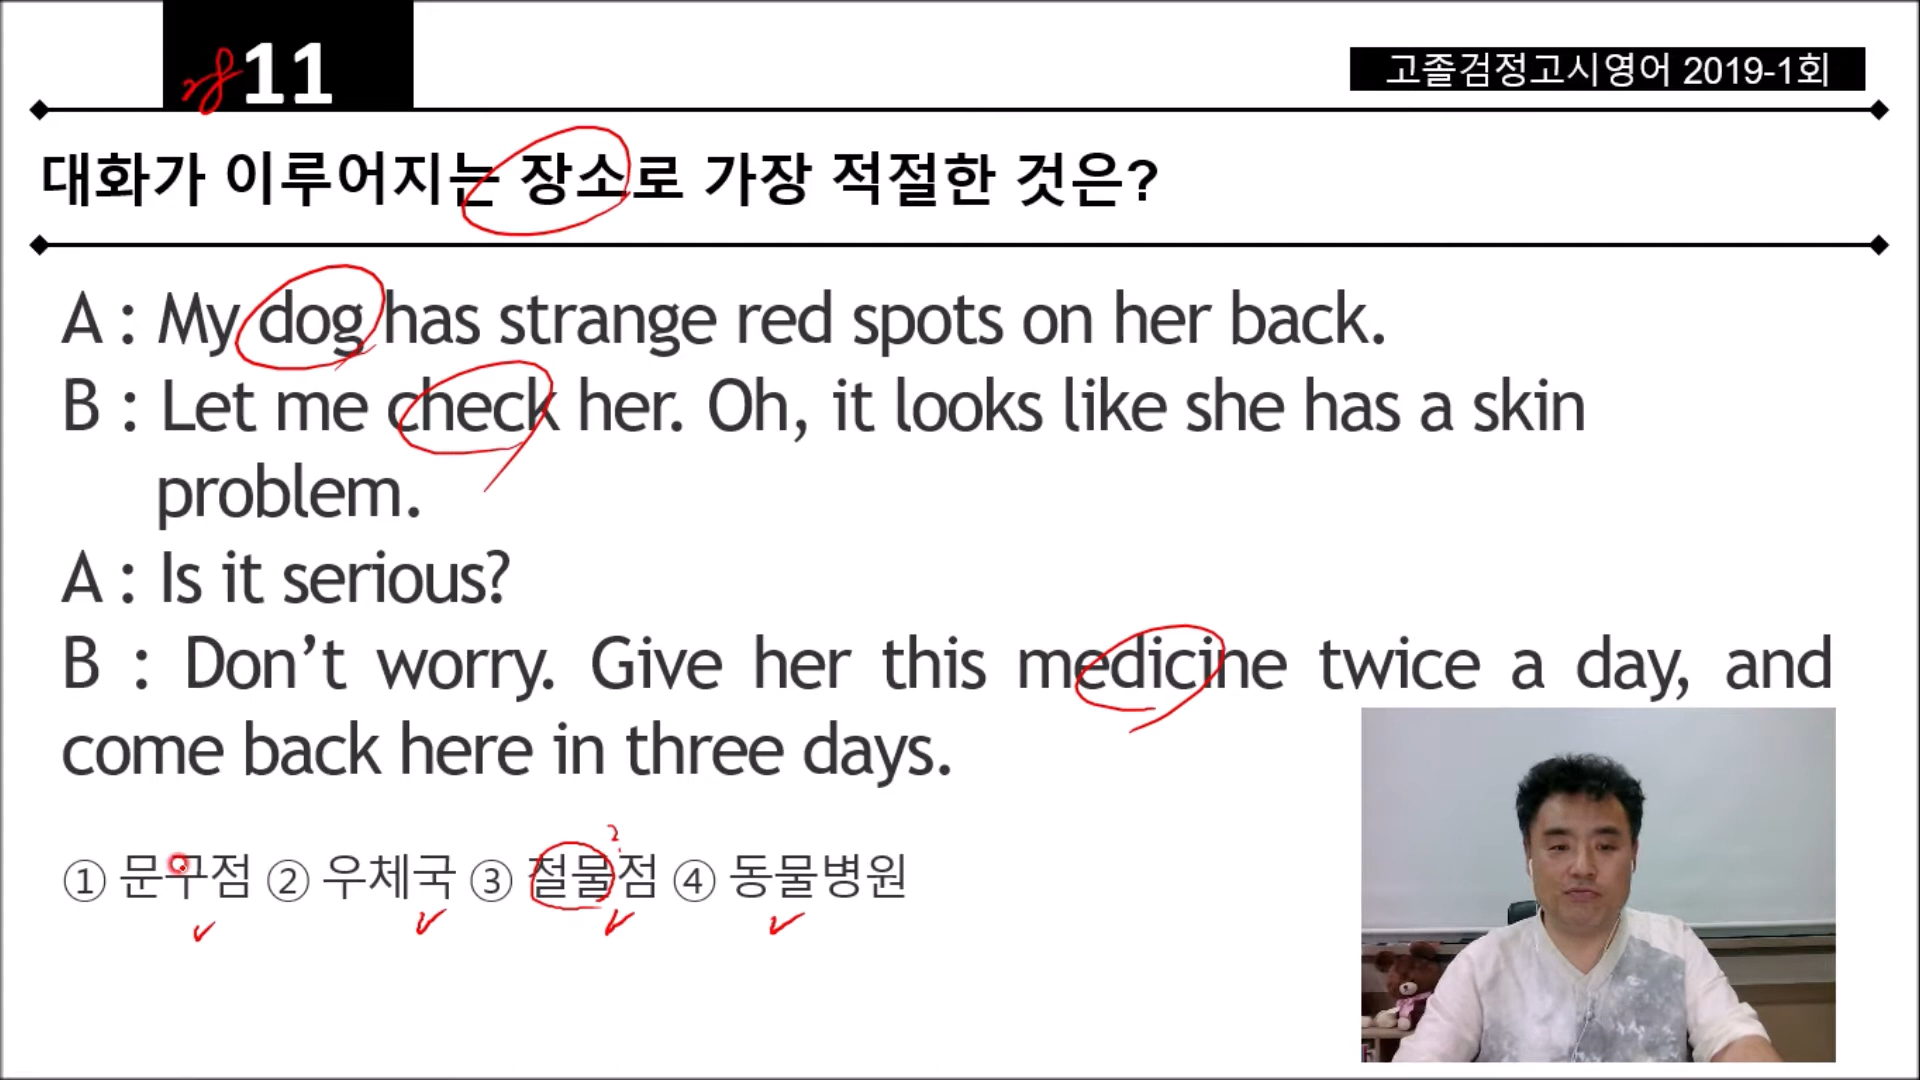 11
고졸검정고시영어 2019-1회
대화가 이루어지는 장소로 가장 적절한 것은?
A : My dog has strange red spots on her back.
B : Let me check her. Oh, it looks like she has a skin
problem.
A : Is it serious?
B : Don’t worry. Give her this medicine twice a day, and
come back here in three days.
① 문구점 ② 우체국 ③ 절물점 ④ 동물병원